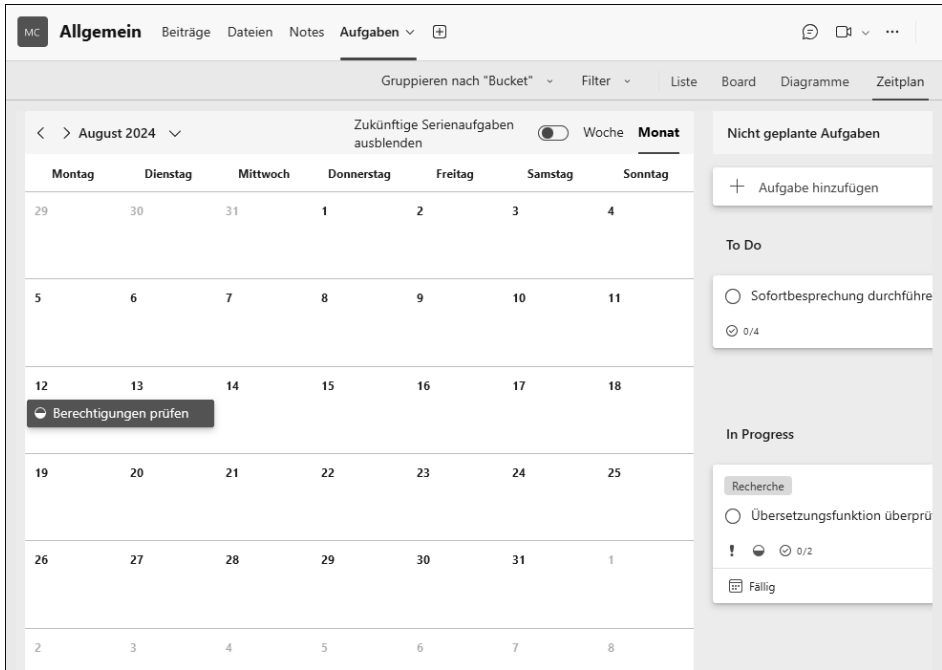 MC Allgemein Beiträge Dateien Notes Aufgaben
Gruppieren nach "Bucket" Filter Liste Board Diagramme Zeitplan
August 2024
Zukünftige Serienaufgaben
ausblenden
Woche Monat
Montag Dienstag Mittwoch Donnerstag Freitag Samstag Sonntag
29 30 31 1 2 3 4
5 6 7 8 9 10 11
12 13 14 15 16 17 18
Berechtigungen prüfen
19 20 21 22 23 24 25
26 27 28 29 30 31 1
2 3 4 5 6 7 8
Nicht geplante Aufgaben
Aufgabe hinzufügen
To Do
Sofortbesprechung durchführe
0/4
In Progress
Recherche
Übersetzungsfunktion überprü
0/2
Fällig